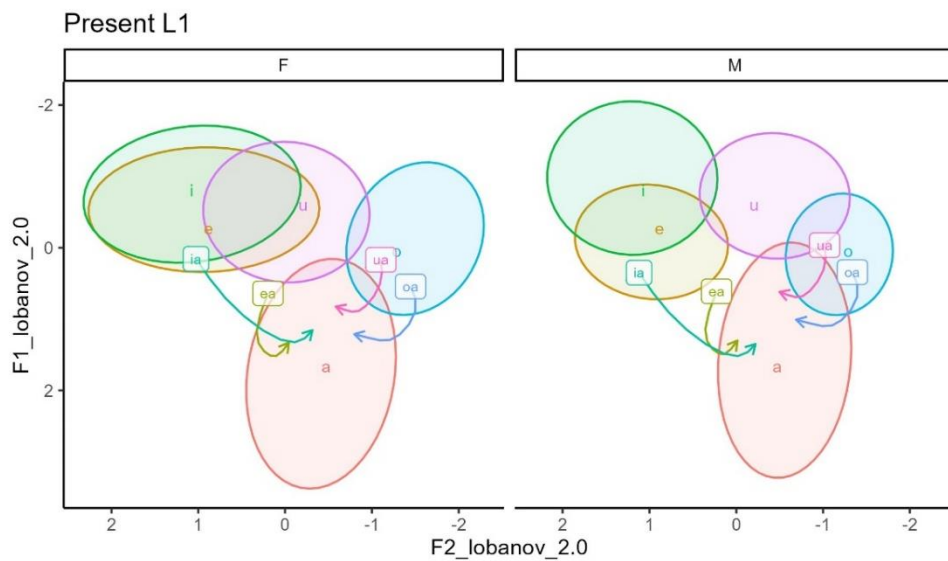 Present L1
F M
-2
0
2
i i
e e
u u
o
ia ua ia ua o
ea oa ea oa
a a
2 1 0 -1 -2 2 1 0 -1 -2
F1_lobanov_2.0
F2_lobanov_2.0